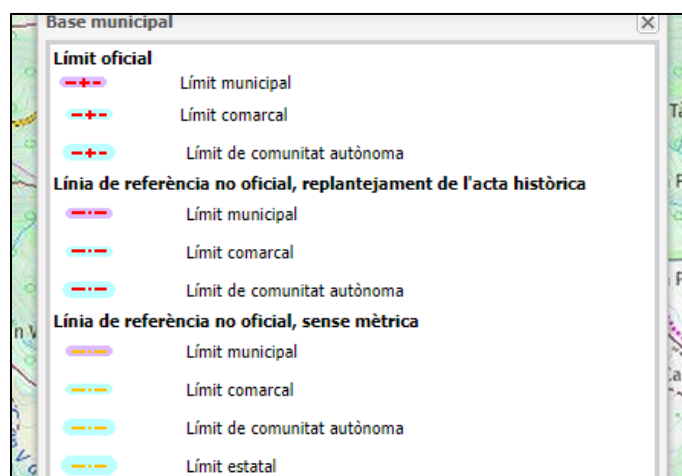 Base municipal
Límit oficial
Límit municipal
Límit comarcal
Límit de comunitat autònoma
Línia de referència no oficial, replantejament de l'acta històrica
Límit municipal
Límit comarcal
Límit de comunitat autònoma
Línia de referència no oficial, sense mètrica
Límit municipal
Límit comarcal
Límit de comunitat autònoma
Límit estatal